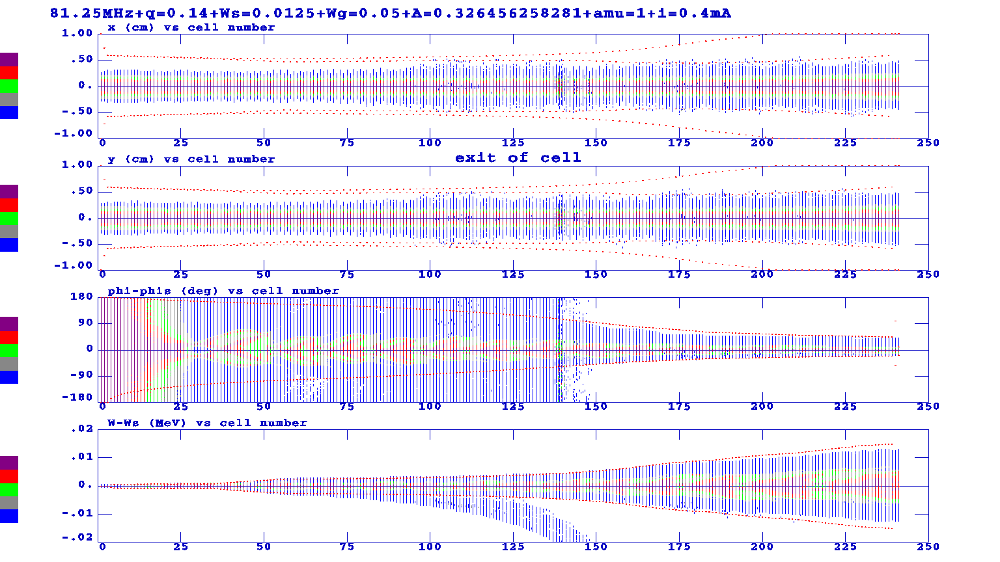 81.25MHz+q=0.14+Ws=0.0125+Wg=0.05+A=0.326456258281+amu=1+i=0.4mA
x (cm) vs cell number
1.00
.50
0.
-.50
-1.00
0 25 50 75 100 125 150 175 200 225 250
y (cm) vs cell number
exit of cell
1.00
.50
0.
-.50
-1.00
0 25 50 75 100 125 150 175 200 225 250
phi-phis (deg) vs cell number
180
90
0
-90
-180
0 25 50 75 100 125 150 175 200 225 250
W-Ws (MeV) vs cell number
.02
.01
0.
-.01
-.02
0 25 50 75 100 125 150 175 200 225 250